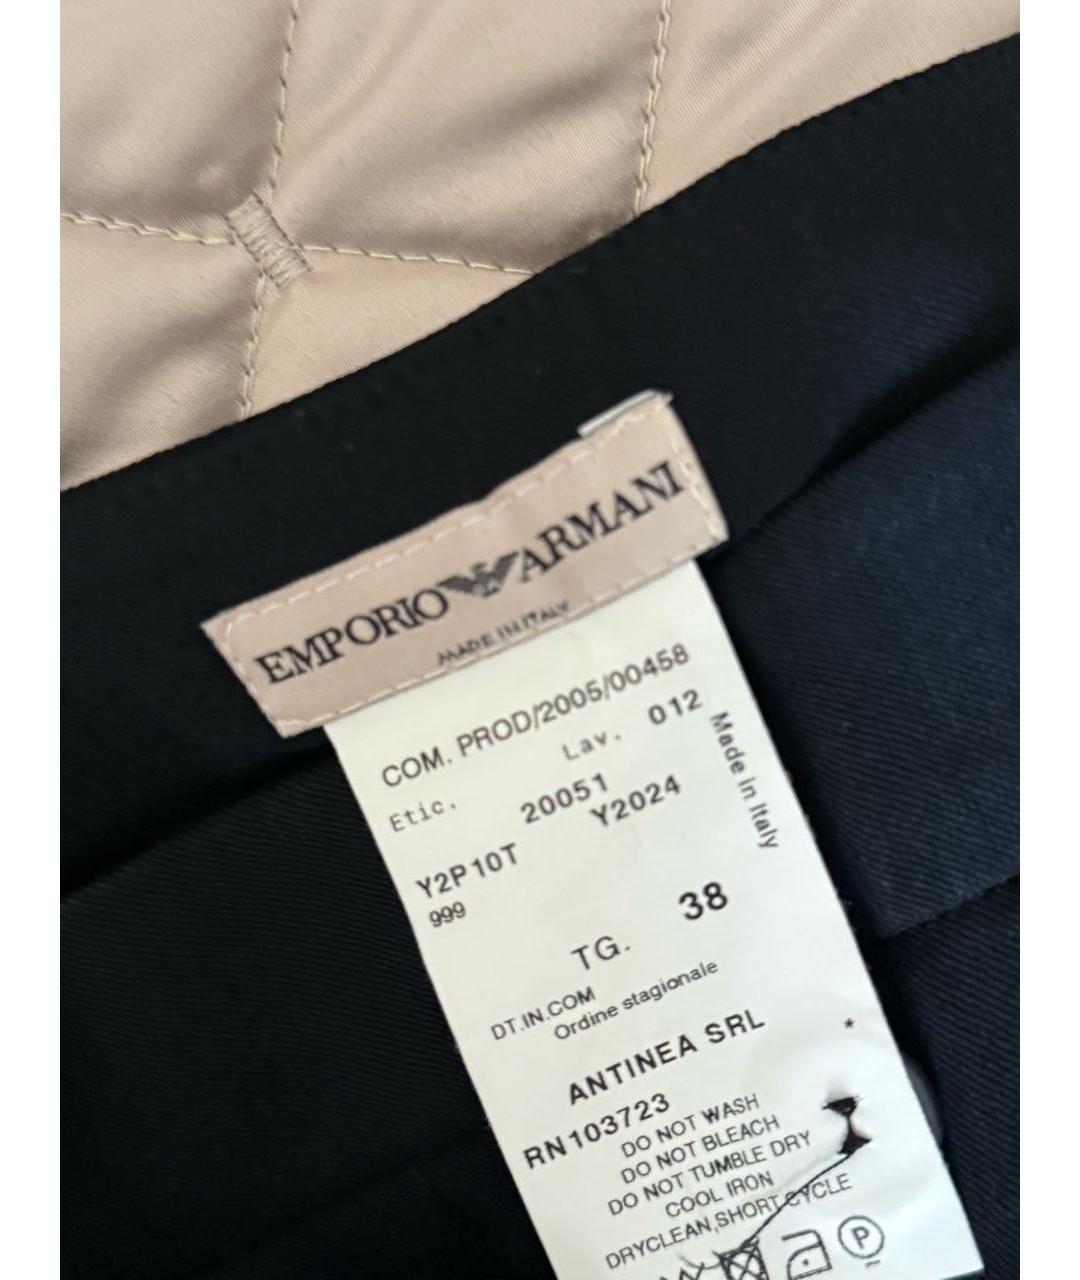 EMPORIO ARMANI
MADE IN ITALY
COM. PROD/2005/00458
Lav. 012
Etic. 20051
Y2024
Y2P10T
999
38
TG.
DT.IN.COM
Ordine stagionale
ANTINEA SRL
*
RN103723
DO NOT WASH
DO NOT BLEACH
DO NOT TUMBLE DRY
COOL IRON
DRYCLEAN,SHORT CYCLE
P
Made in Italy